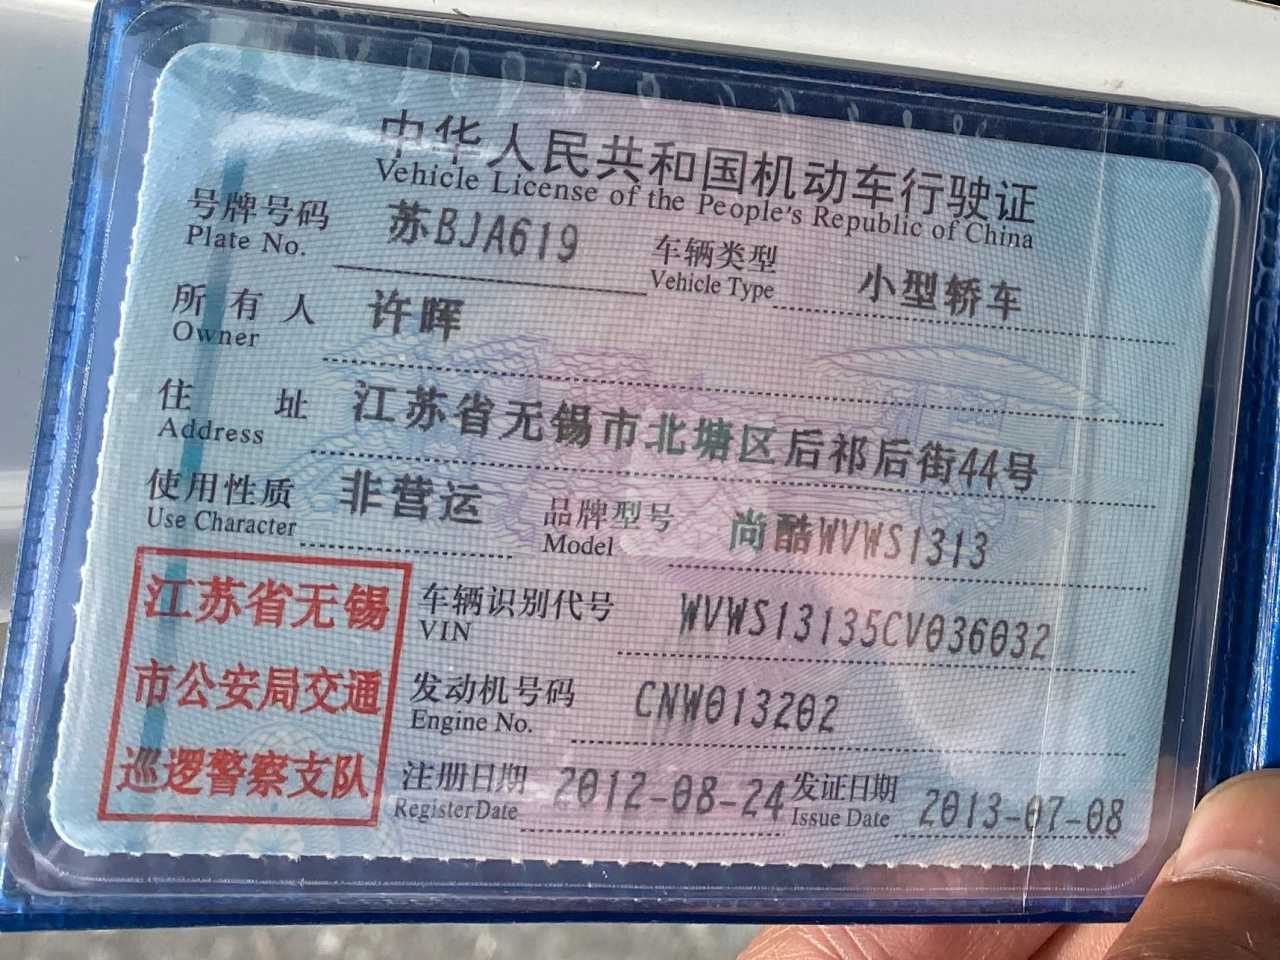 中华人民共和国机动车行驶证
Vehicle License of the People's Republic of China
号牌号码 苏BJA619 车辆类型 小型轿车
Plate No. Vehicle Type
所有人 许晖
Owner
住址 江苏省无锡市北塘区后祁后街44号
Address
使用性质 非营运 品牌型号 尚酷WVWS1313
Use Character Model
江苏省无锡
市公安局交通
巡逻警察支队
车辆识别代号 WVWS13135CV036032
VIN
发动机号码 CNW013202
Engine No.
注册日期 2012-08-24 发证日期 2013-07-08
Register Date Issue Date